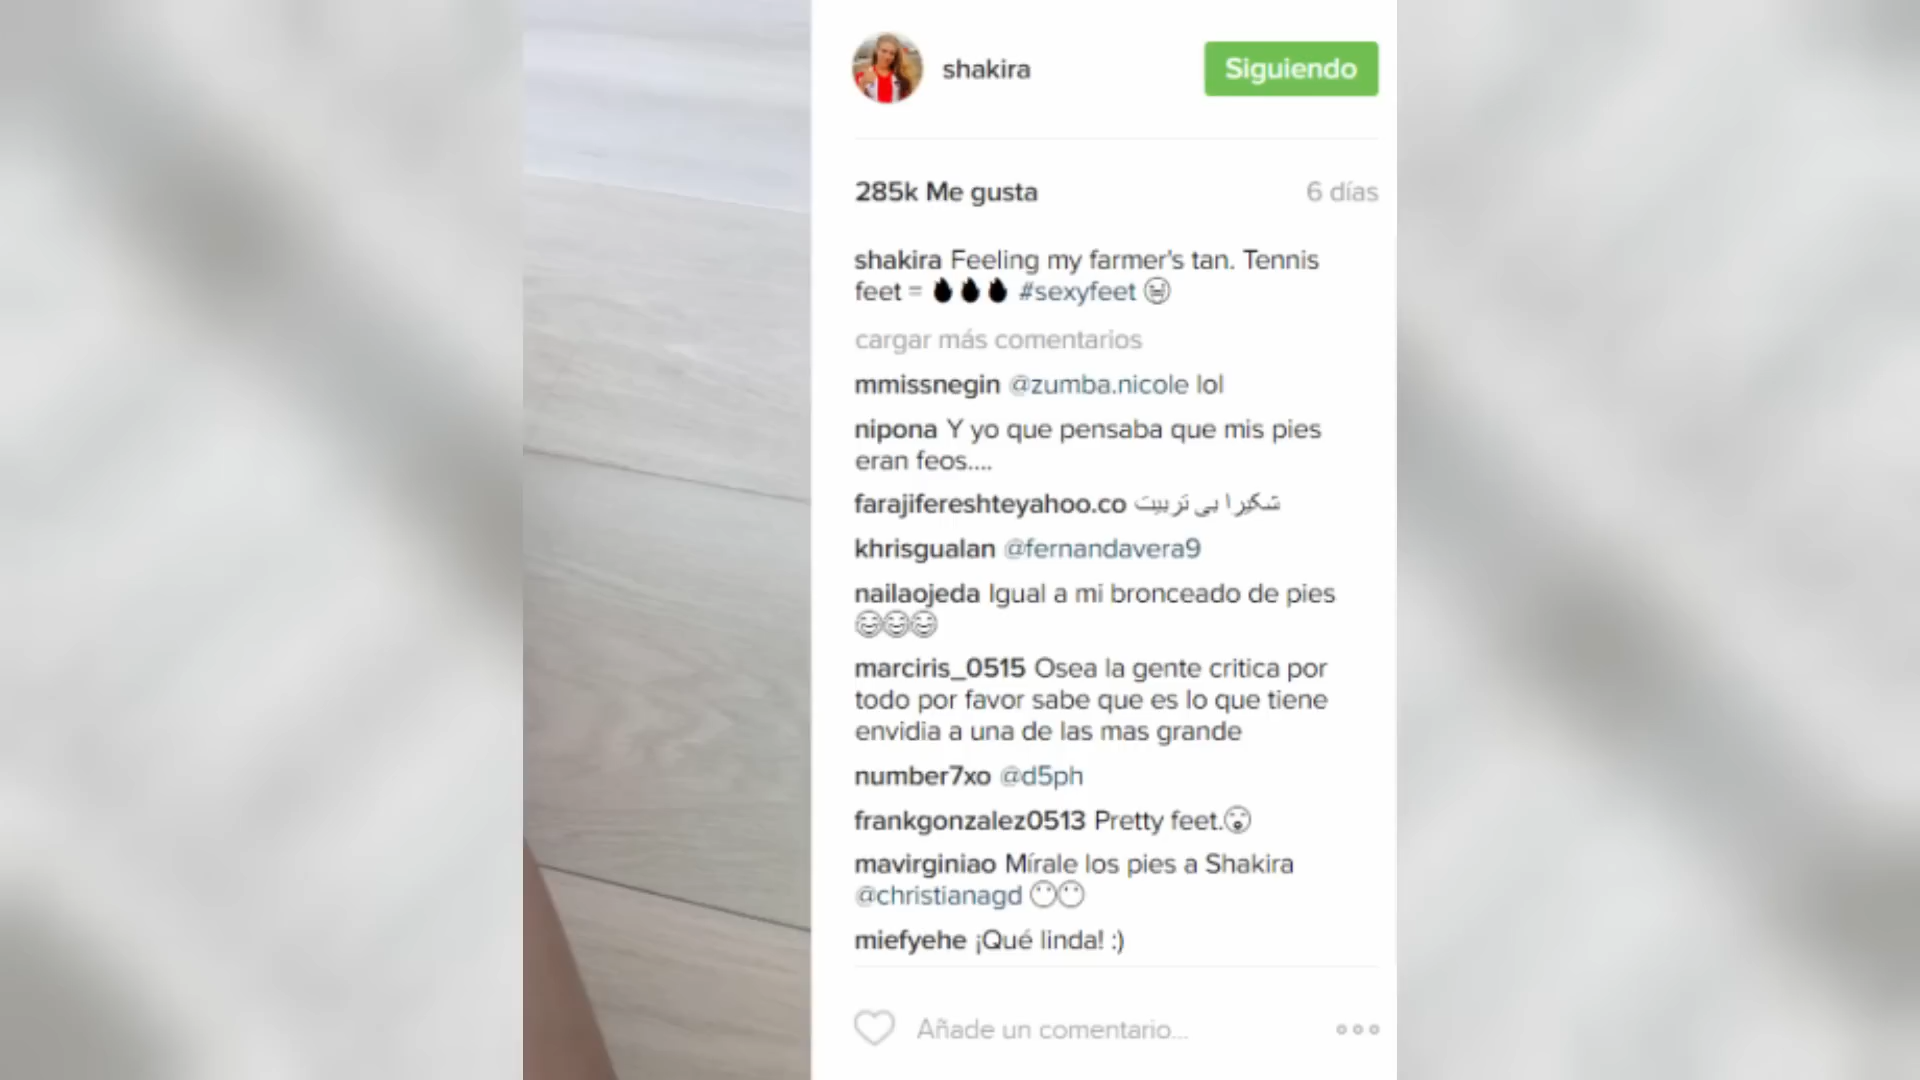 shakira
Siguiendo
285k Me gusta
6 días
shakira Feeling my farmer's tan. Tennis
feet = #sexyfeet
cargar más comentarios
mmissnegin @zumba.nicole lol
nipona Y yo que pensaba que mis pies
eran feos....
farajifereshteyahoo.co شکیرا بی تربیت
khrisgualan @fernandavera9
nailaojeda Igual a mi bronceado de pies
marciris_0515 Osea la gente critica por
todo por favor sabe que es lo que tiene
envidia a una de las mas grande
number7xo @d5ph
frankgonzalez0513 Pretty feet.
mavirginiao Mírale los pies a Shakira
@christianagd
miefyehe ¡Qué linda! :)
Añade un comentario...